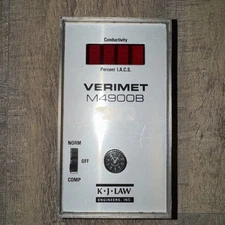 Conductivity
Percent I.A.C.S.
VERIMET
M4900B
NORM
OFF
COMP
K·J·LAW
ENGINEERS, INC.